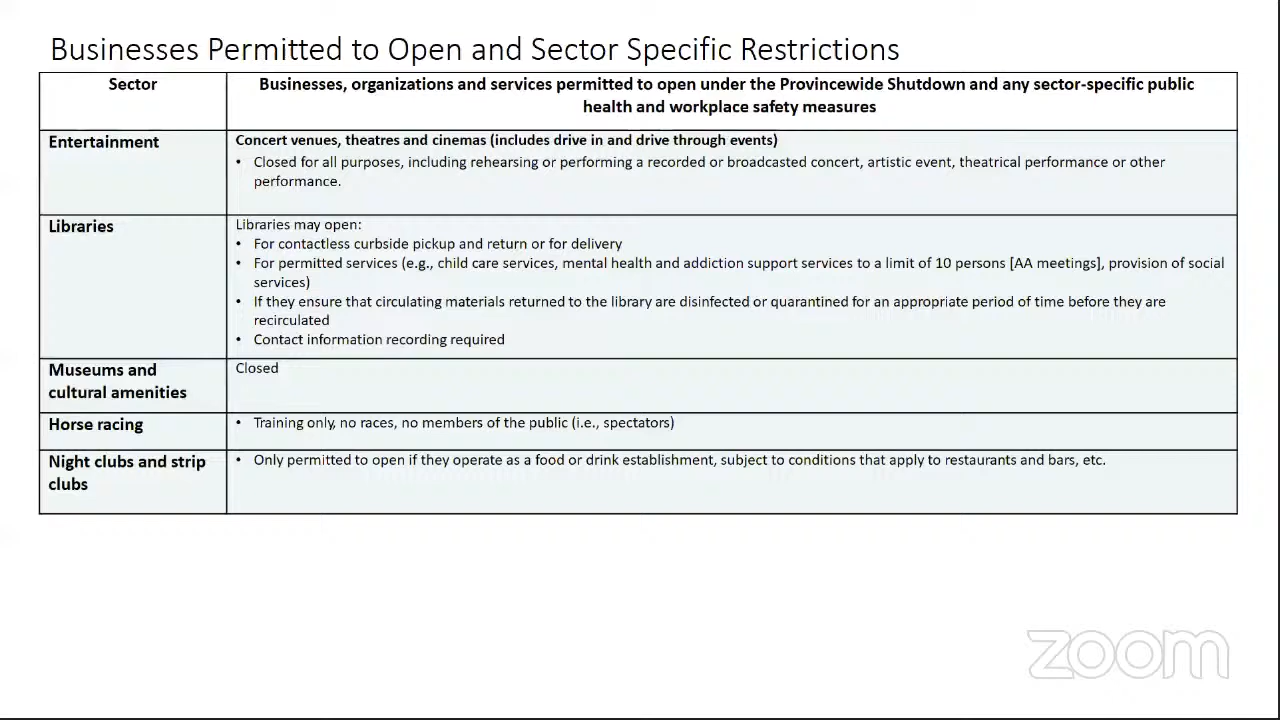 Businesses Permitted to Open and Sector Specific Restrictions
Sector
Businesses, organizations and services permitted to open under the Provincewide Shutdown and any sector-specific public
health and workplace safety measures
Entertainment
Concert venues, theatres and cinemas (includes drive in and drive through events)
• Closed for all purposes, including rehearsing or performing a recorded or broadcasted concert, artistic event, theatrical performance or other
performance.
Libraries
Libraries may open:
• For contactless curbside pickup and return or for delivery
• For permitted services (e.g., child care services, mental health and addiction support services to a limit of 10 persons [AA meetings], provision of social
services)
• If they ensure that circulating materials returned to the library are disinfected or quarantined for an appropriate period of time before they are
recirculated
• Contact information recording required
Museums and
cultural amenities
Closed
Horse racing
• Training only, no races, no members of the public (i.e., spectators)
Night clubs and strip
clubs
• Only permitted to open if they operate as a food or drink establishment, subject to conditions that apply to restaurants and bars, etc.
zoom